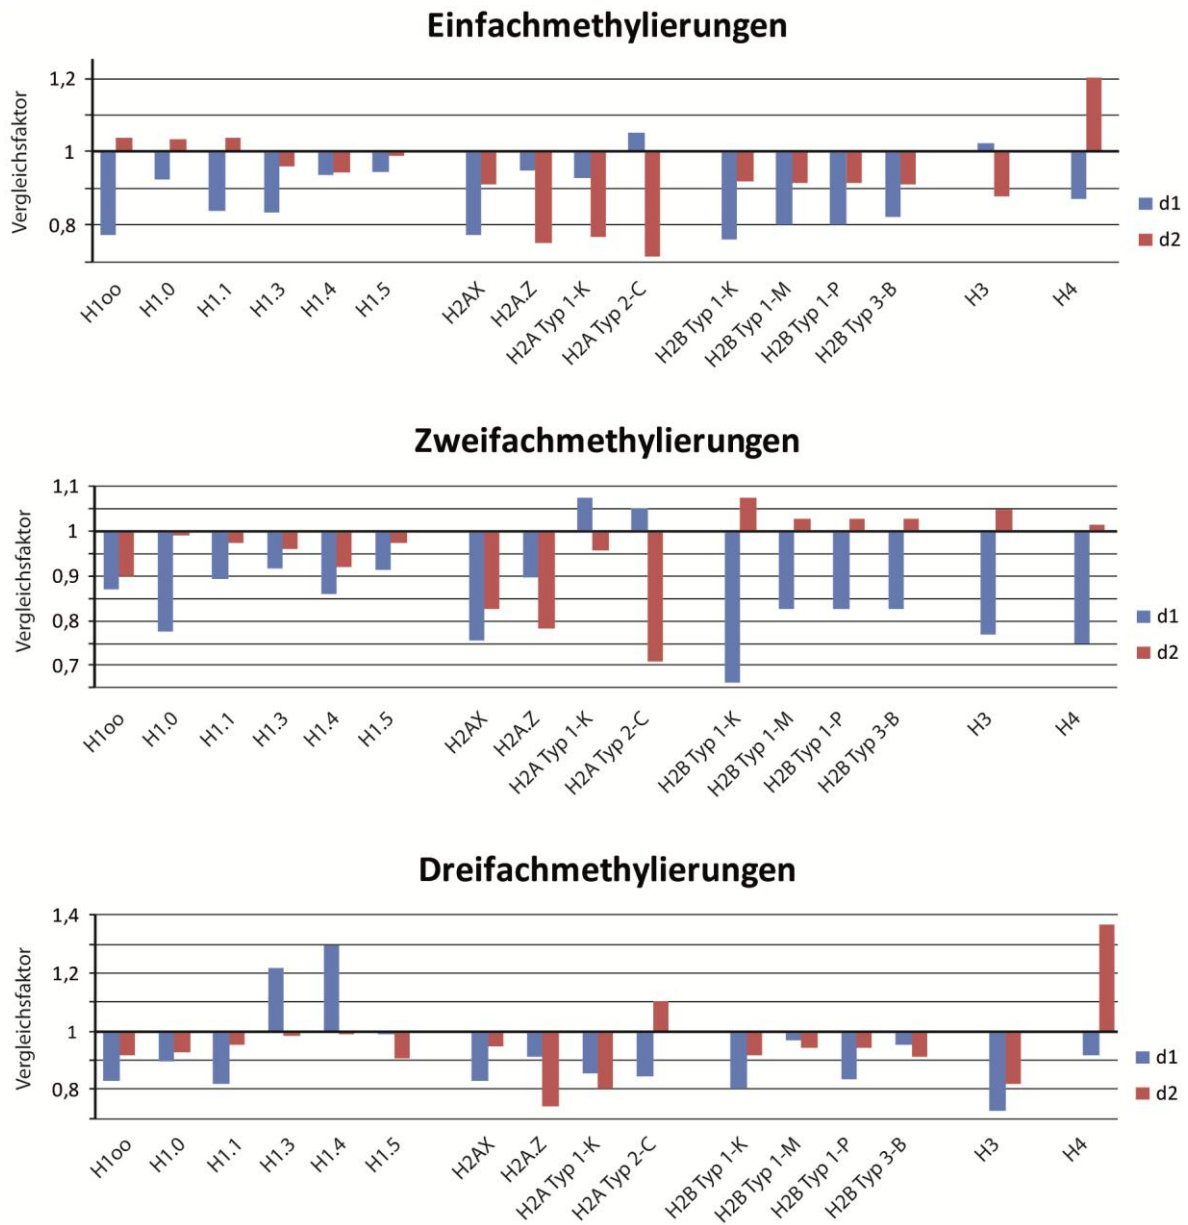 Einfachmethylierungen
Vergleichsfaktor
1,2
1
0,8
d1
d2
H1oo
H1.0
H1.1
H1.3
H1.4
H1.5
H2AX
H2A.Z
H2A Typ 1-K
H2A Typ 2-C
H2B Typ 1-K
H2B Typ 1-M
H2B Typ 1-P
H2B Typ 3-B
H3
H4
Zweifachmethylierungen
Vergleichsfaktor
1,1
1
0,9
0,8
0,7
d1
d2
H1oo
H1.0
H1.1
H1.3
H1.4
H1.5
H2AX
H2A.Z
H2A Typ 1-K
H2A Typ 2-C
H2B Typ 1-K
H2B Typ 1-M
H2B Typ 1-P
H2B Typ 3-B
H3
H4
Dreifachmethylierungen
Vergleichsfaktor
1,4
1,2
1
0,8
d1
d2
H1oo
H1.0
H1.1
H1.3
H1.4
H1.5
H2AX
H2A.Z
H2A Typ 1-K
H2A Typ 2-C
H2B Typ 1-K
H2B Typ 1-M
H2B Typ 1-P
H2B Typ 3-B
H3
H4